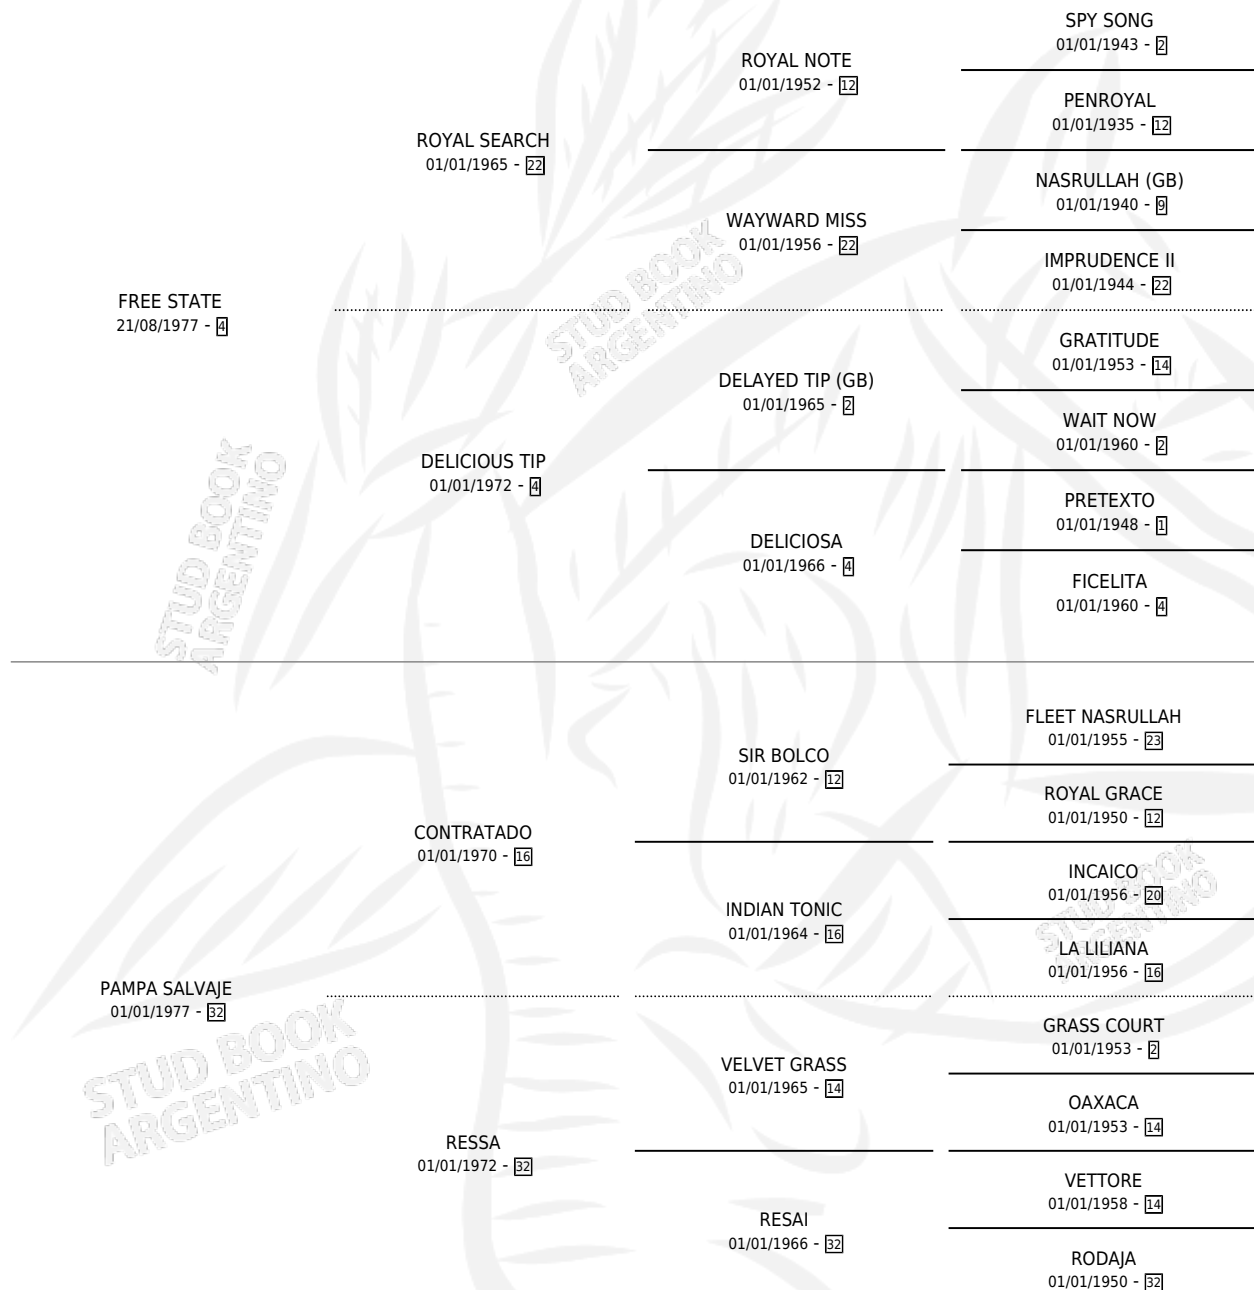 SPY SONG
01/01/1943 - 2
ROYAL NOTE
01/01/1952 - 12
PENROYAL
01/01/1935 - 12
ROYAL SEARCH
01/01/1965 - 22
NASRULLAH (GB)
01/01/1940 - 9
WAYWARD MISS
01/01/1956 - 22
IMPRUDENCE II
01/01/1944 - 22
FREE STATE
21/08/1977 - 4
GRATITUDE
01/01/1953 - 14
DELAYED TIP (GB)
01/01/1965 - 2
WAIT NOW
01/01/1960 - 2
DELICIOUS TIP
01/01/1972 - 4
PRETEXTO
01/01/1948 - 1
DELICIOSA
01/01/1966 - 4
FICELITA
01/01/1960 - 4
FLEET NASRULLAH
01/01/1955 - 23
SIR BOLCO
01/01/1962 - 12
ROYAL GRACE
01/01/1950 - 12
CONTRATADO
01/01/1970 - 16
INCAICO
01/01/1956 - 20
INDIAN TONIC
01/01/1964 - 16
LA LILIANA
01/01/1956 - 16
PAMPA SALVAJE
01/01/1977 - 32
GRASS COURT
01/01/1953 - 2
VELVET GRASS
01/01/1965 - 14
OAXACA
01/01/1953 - 14
RESSA
01/01/1972 - 32
VETTORE
01/01/1958 - 14
RESAI
01/01/1966 - 32
RODAJA
01/01/1950 - 32
STUD BOOK
ARGENTINO
STUD BOOK
ARGENTINO
STUD BOOK
ARGENTINO
STUD BOOK
ARGENTINO